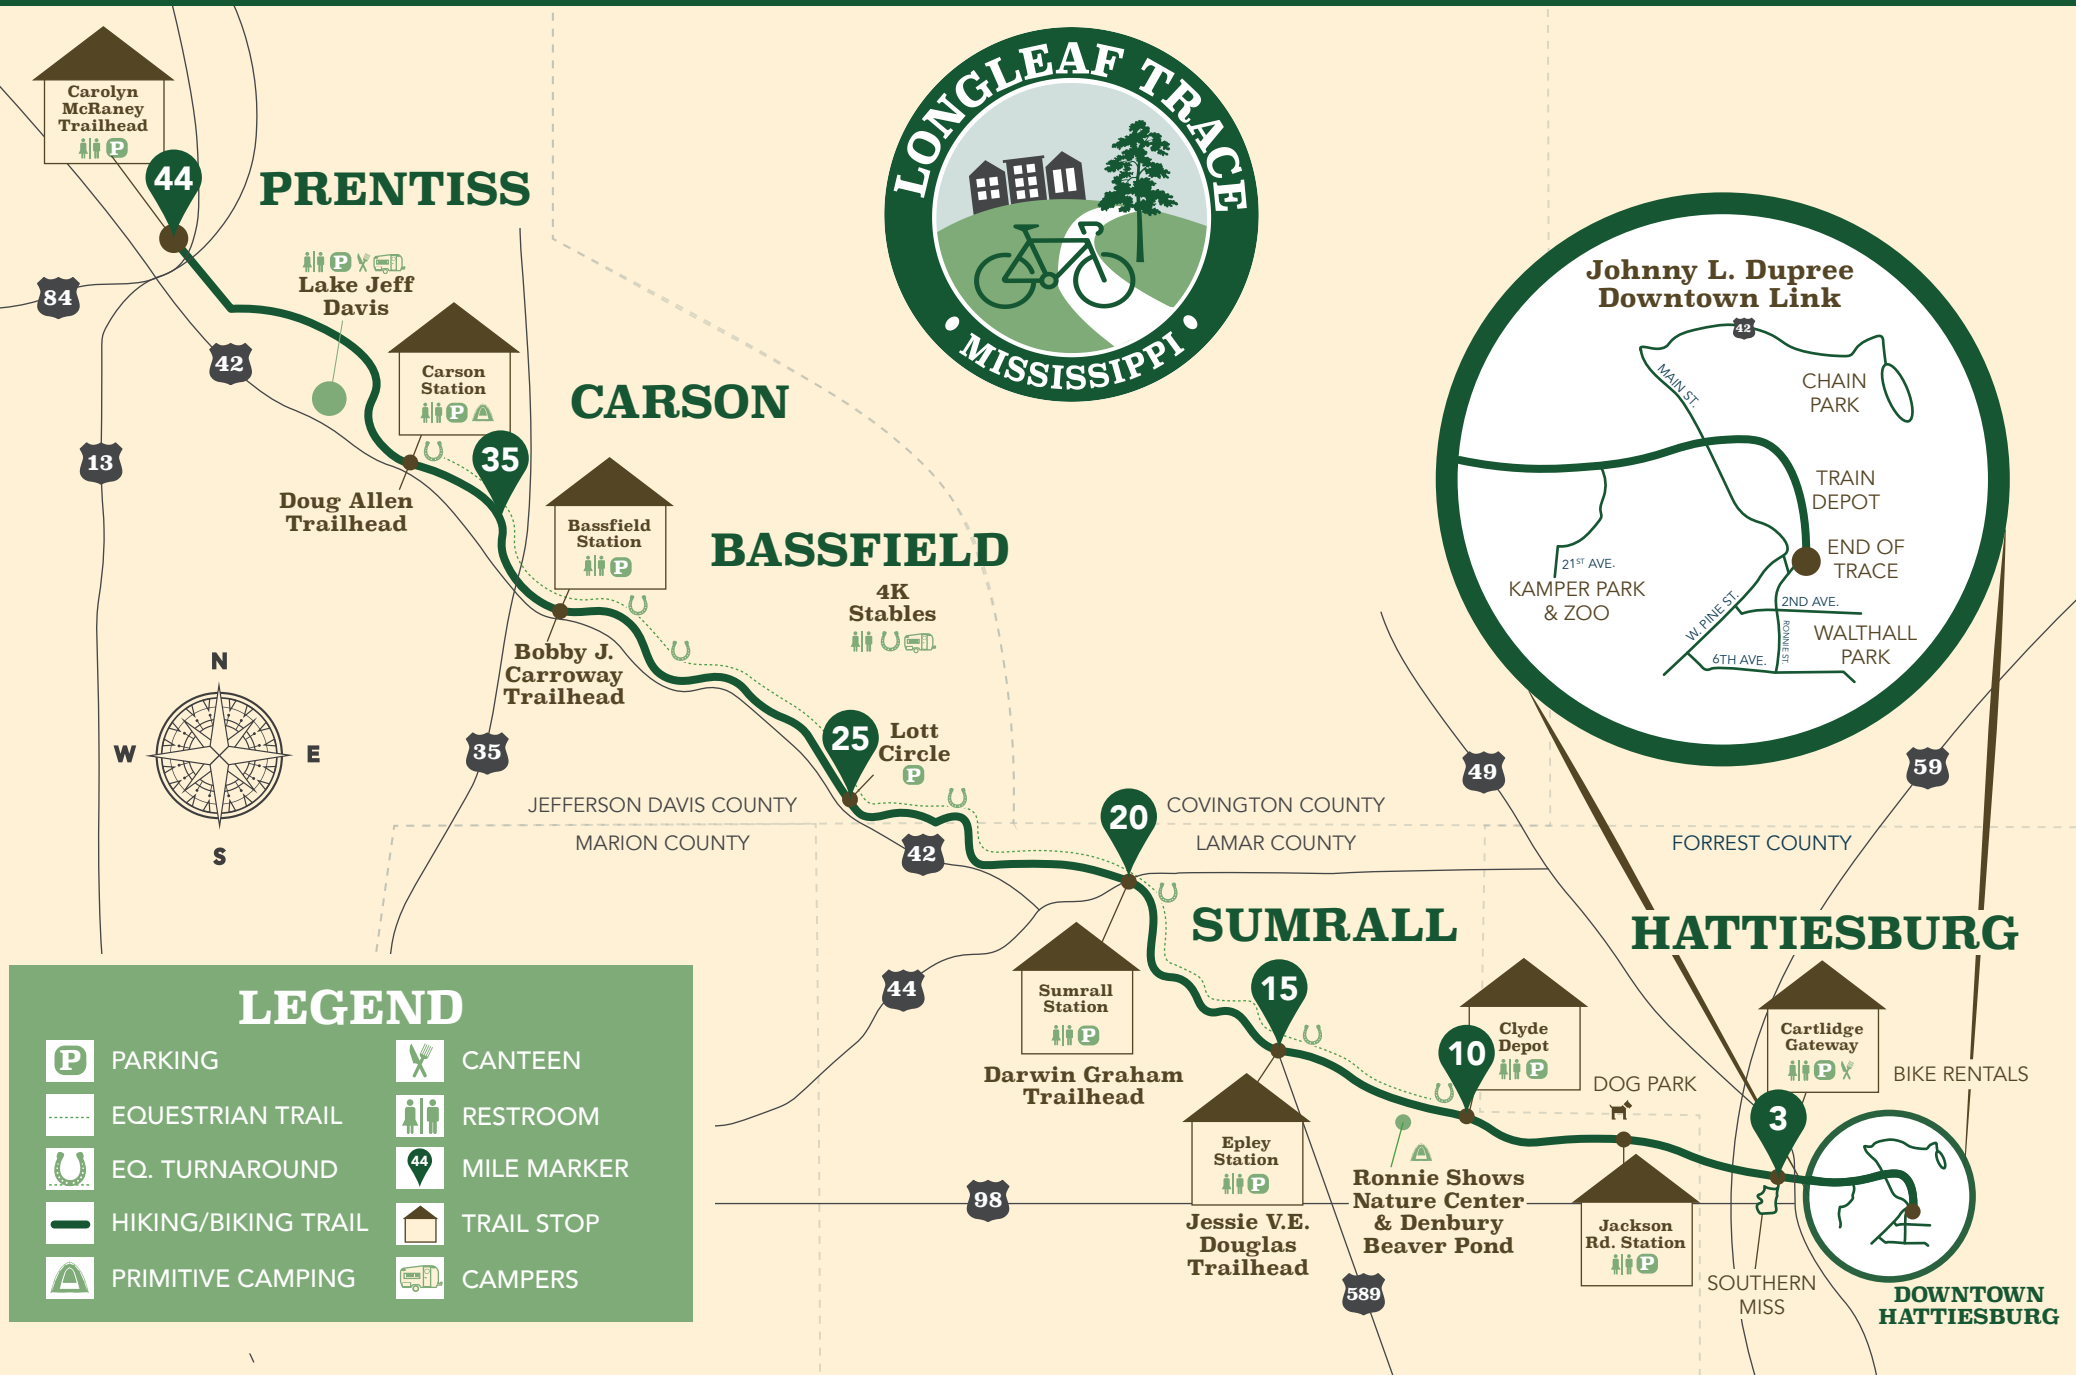 LONGLEAF TRACE
MISSISSIPPI
Carolyn
McRaney
Trailhead
P
44
PRENTISS
84
42
13
P
Lake Jeff
Davis
Carson
Station
P
35
CARSON
Doug Allen
Trailhead
Bassfield
Station
P
BASSFIELD
4K
Stables
Bobby J.
Carroway
Trailhead
35
N
W
E
S
25
Lott
Circle
P
JEFFERSON DAVIS COUNTY
MARION COUNTY
42
20
COVINGTON COUNTY
LAMAR COUNTY
44
SUMRALL
Sumrall
Station
P
Darwin Graham
Trailhead
15
Epley
Station
P
Jessie V.E.
Douglas
Trailhead
98
589
10
Clyde
Depot
P
Ronnie Shows
Nature Center
& Denbury
Beaver Pond
DOG PARK
Jackson
Rd. Station
P
49
59
FORREST COUNTY
HATTIESBURG
Cartlidge
Gateway
P
BIKE RENTALS
3
SOUTHERN
MISS
DOWNTOWN
HATTIESBURG
Johnny L. Dupree
Downtown Link
42
MAIN ST.
CHAIN
PARK
TRAIN
DEPOT
END OF
TRACE
21ST AVE.
KAMPER PARK
& ZOO
W. PINE ST.
2ND AVE.
RONNIE ST.
WALTHALL
PARK
6TH AVE.
LEGEND
P PARKING
EQUESTRIAN TRAIL
EQ. TURNAROUND
HIKING/BIKING TRAIL
PRIMITIVE CAMPING
CANTEEN
RESTROOM
44 MILE MARKER
TRAIL STOP
CAMPERS